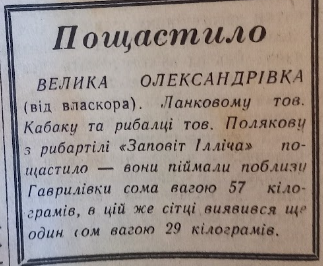 Пощастило
ВЕЛИКА ОЛЕКСАНДРІВКА
(від власкора). Ланковому тов.
Кабаку та рибалці тов. Полякову
з рибартілі «Заповіт Ілліча» по-
щастило — вони піймали поблизу
Гаврилівки сома вагою 57 кіло-
грамів, в цій же сітці виявився ще
один сом вагою 29 кілограмів.